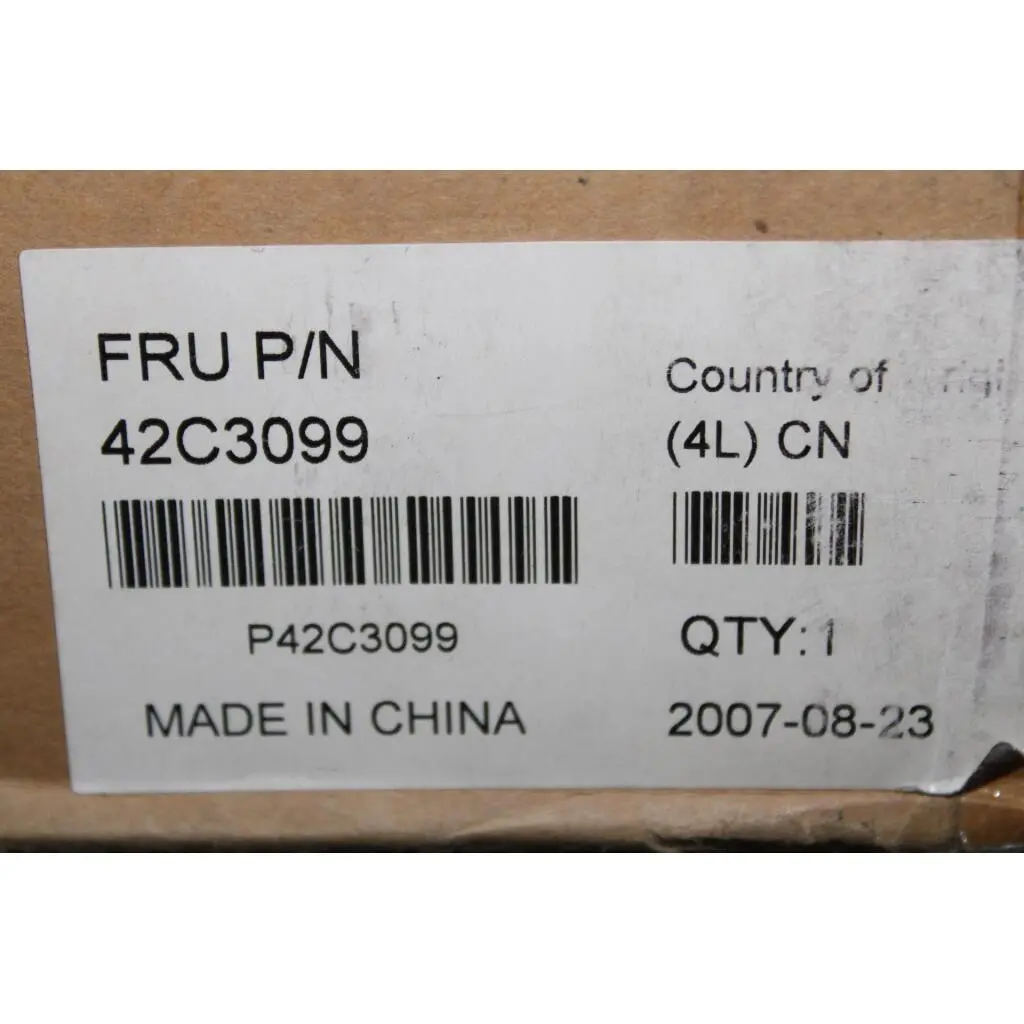 FRU P/N
42C3099
P42C3099
MADE IN CHINA
Country of
(4L) CN
QTY: 1
2007-08-23